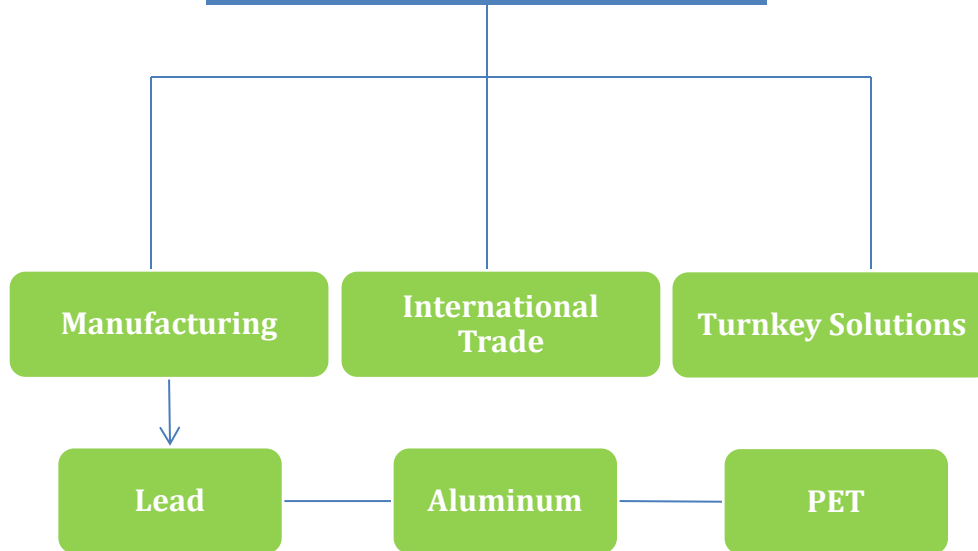 Manufacturing
International
Trade
Turnkey Solutions
Lead
Aluminum
PET